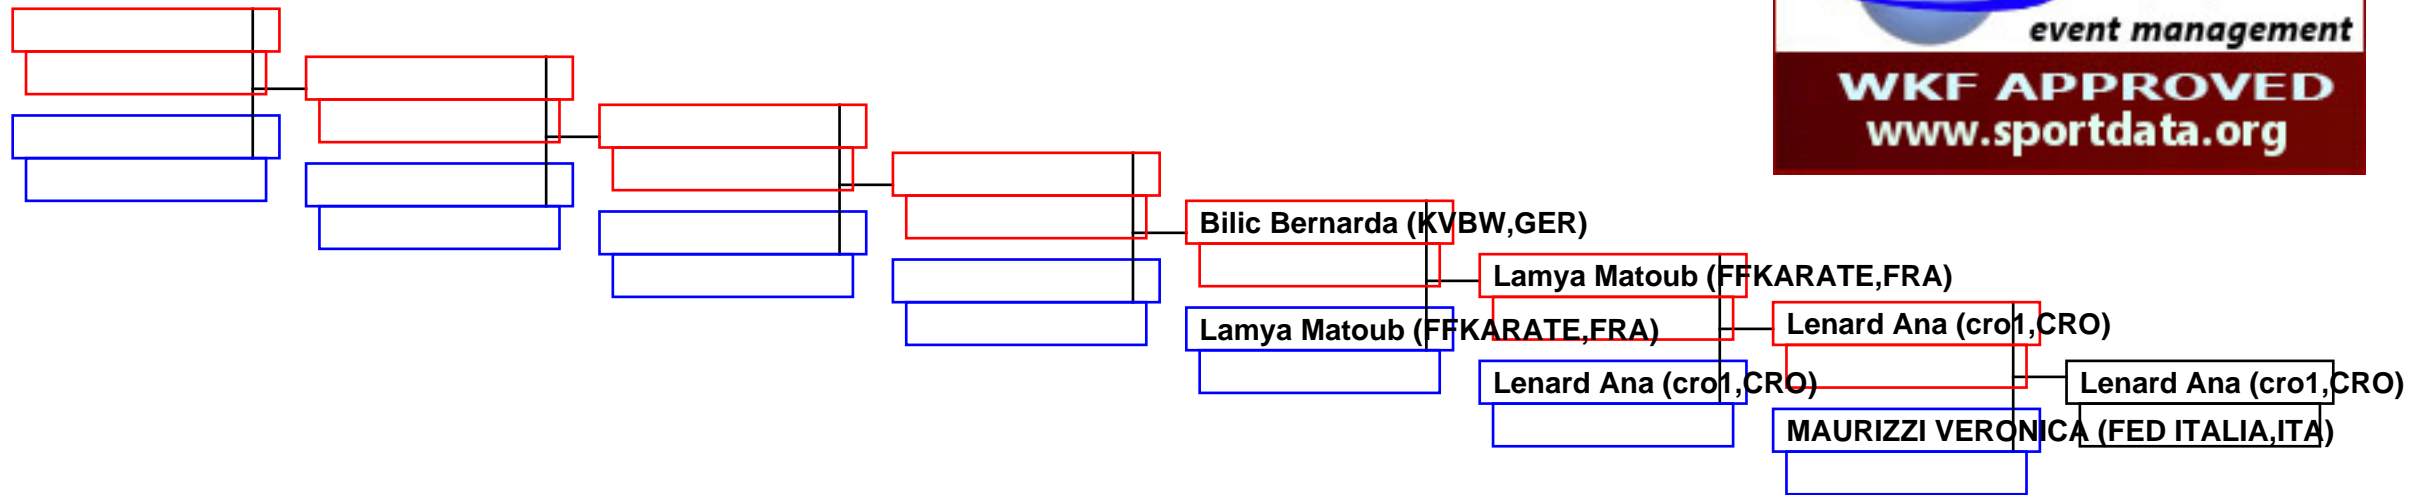 event management
WKF APPROVED
www.sportdata.org
Bilic Bernarda (KVBW,GER)
Lamya Matoub (FFKARATE,FRA)
Lamya Matoub (FFKARATE,FRA)
Lenard Ana (cro1,CRO)
Lenard Ana (cro1,CRO)
MAURIZZI VERONICA (FED ITALIA,ITA)
Lenard Ana (cro1,CRO)